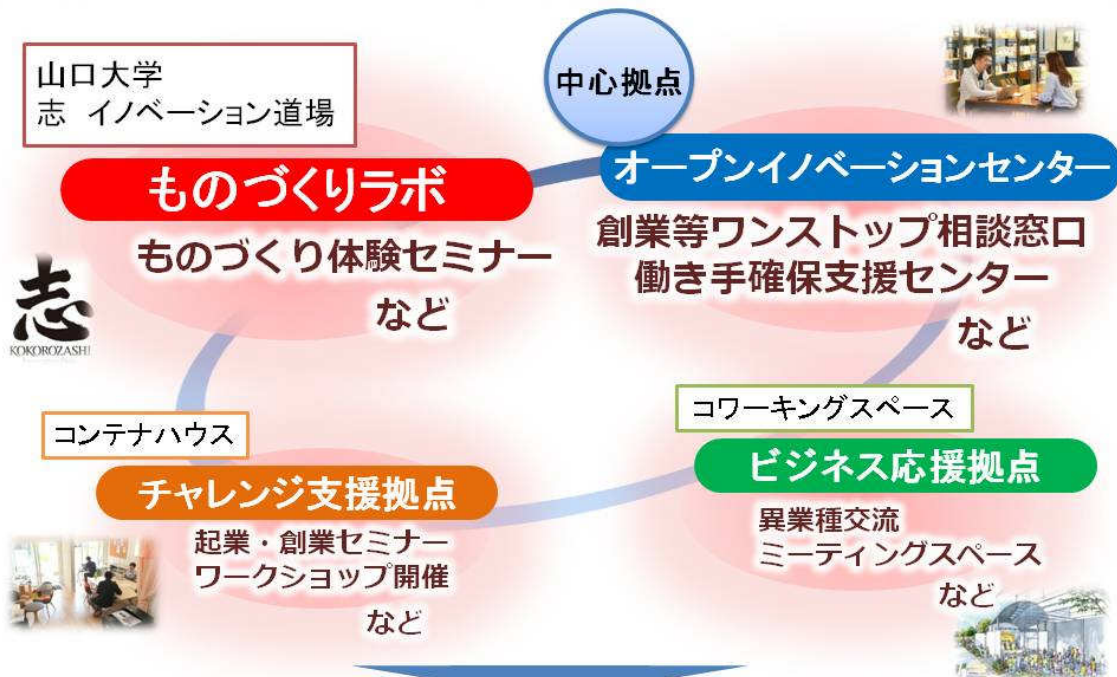 山口大学
志 イノベーション道場
ものづくりラボ
ものづくり体験セミナー
など
志
KOKOROZASHI
中心拠点
オープンイノベーションセンター
創業等ワンストップ相談窓口
働き手確保支援センター
など
コンテナハウス
チャレンジ支援拠点
起業・創業セミナー
ワークショップ開催
など
コワーキングスペース
ビジネス応援拠点
異業種交流
ミーティングスペース
など